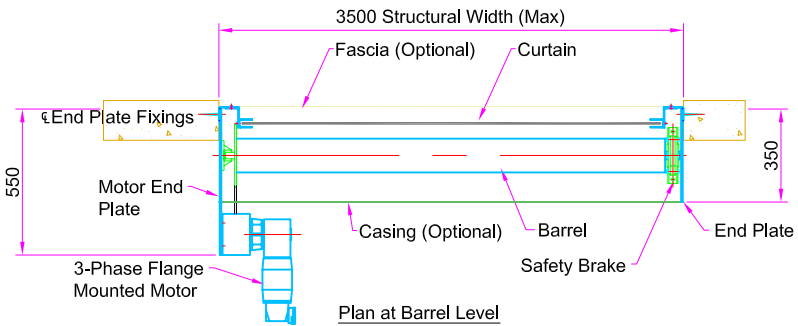 3500 Structural Width (Max)
Fascia (Optional)
Curtain
℄End Plate Fixings
550
350
Motor End
Plate
Casing (Optional)
Barrel
End Plate
Safety Brake
3-Phase Flange
Mounted Motor
Plan at Barrel Level